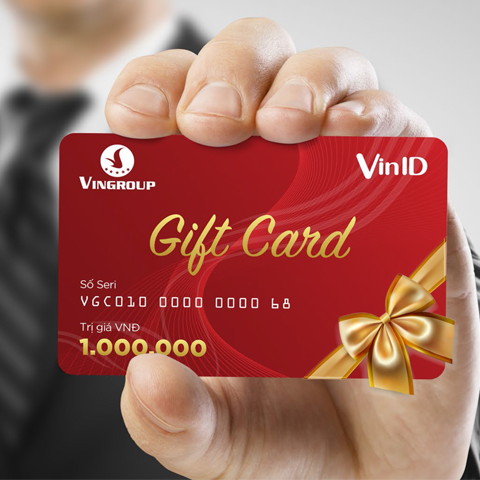 VINGROUP
VinID
Gift Card
Số Seri
VGC010 0000 0000 68
Trị giá VNĐ
1.000.000